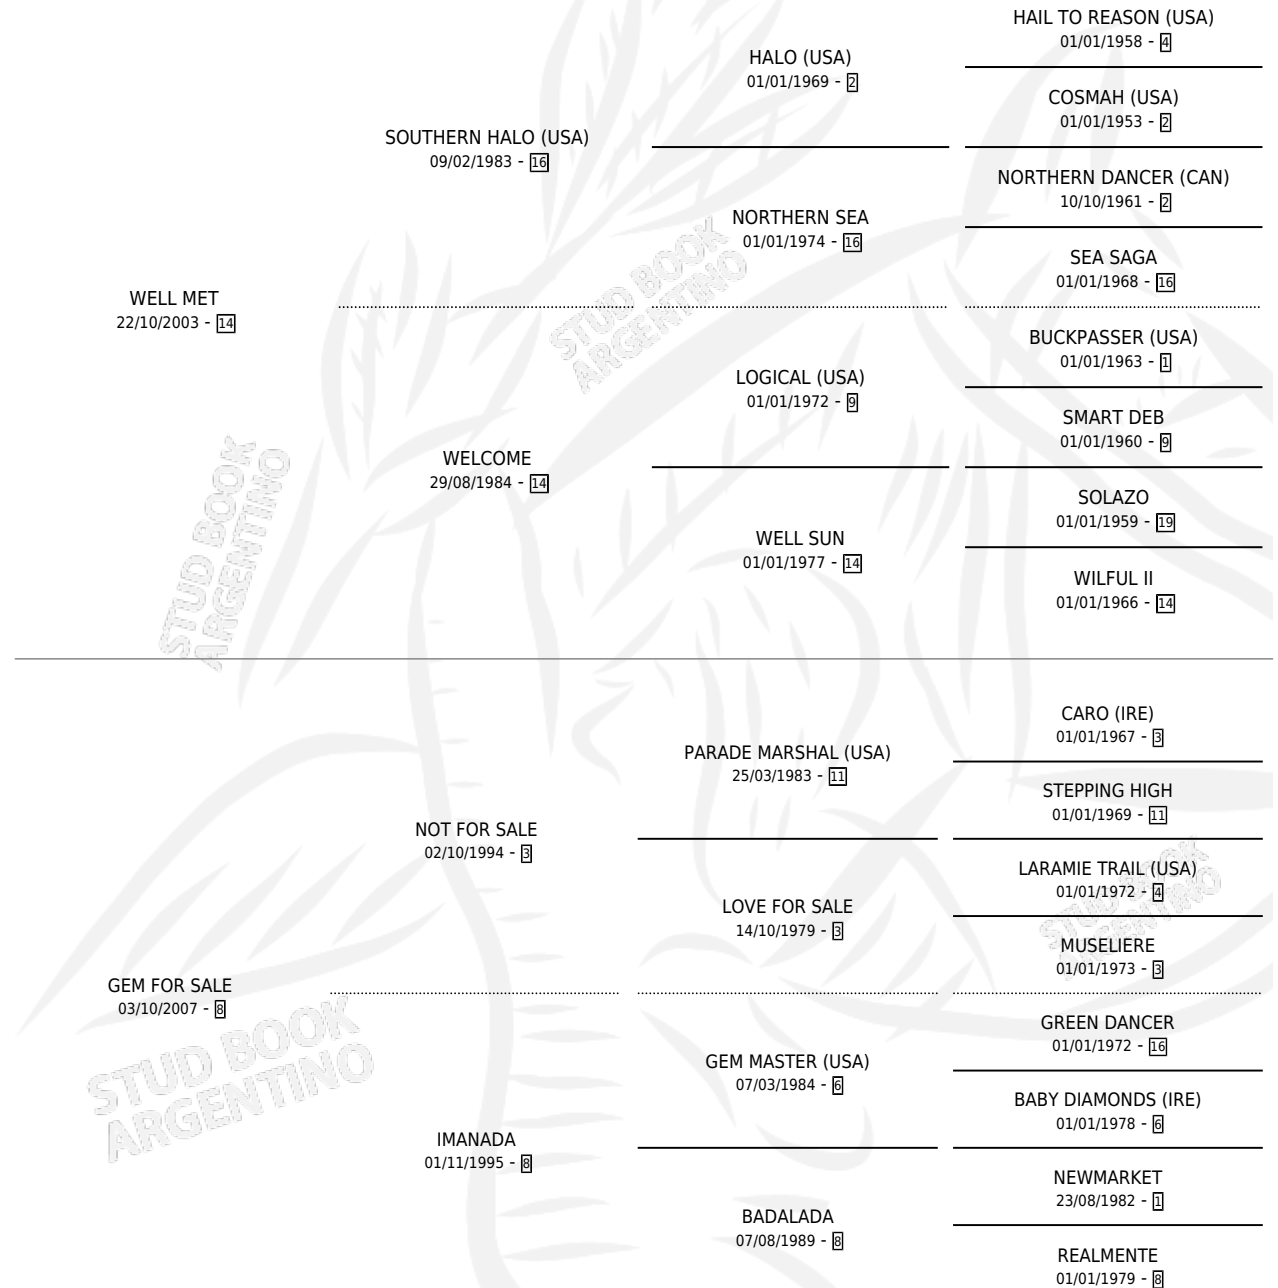 HAIL TO REASON (USA)
01/01/1958 - 4
HALO (USA)
01/01/1969 - 2
COSMAH (USA)
01/01/1953 - 2
SOUTHERN HALO (USA)
09/02/1983 - 16
NORTHERN DANCER (CAN)
10/10/1961 - 2
NORTHERN SEA
01/01/1974 - 16
SEA SAGA
01/01/1968 - 16
WELL MET
22/10/2003 - 14
STUD BOOK
ARGENTINO
BUCKPASSER (USA)
01/01/1963 - 1
LOGICAL (USA)
01/01/1972 - 9
SMART DEB
01/01/1960 - 9
WELCOME
29/08/1984 - 14
STUD BOOK
ARGENTINO
SOLAZO
01/01/1959 - 19
WELL SUN
01/01/1977 - 14
WILFUL II
01/01/1966 - 14
CARO (IRE)
01/01/1967 - 3
PARADE MARSHAL (USA)
25/03/1983 - 11
STEPPING HIGH
01/01/1969 - 11
NOT FOR SALE
02/10/1994 - 3
LARAMIE TRAIL (USA)
01/01/1972 - 4
STUD BOOK
ARGENTINO
LOVE FOR SALE
14/10/1979 - 3
MUSELIERE
01/01/1973 - 3
GEM FOR SALE
03/10/2007 - 8
STUD BOOK
ARGENTINO
GREEN DANCER
01/01/1972 - 16
GEM MASTER (USA)
07/03/1984 - 6
BABY DIAMONDS (IRE)
01/01/1978 - 6
IMANADA
01/11/1995 - 8
NEWMARKET
23/08/1982 - 1
BADALADA
07/08/1989 - 8
REALMENTE
01/01/1979 - 8